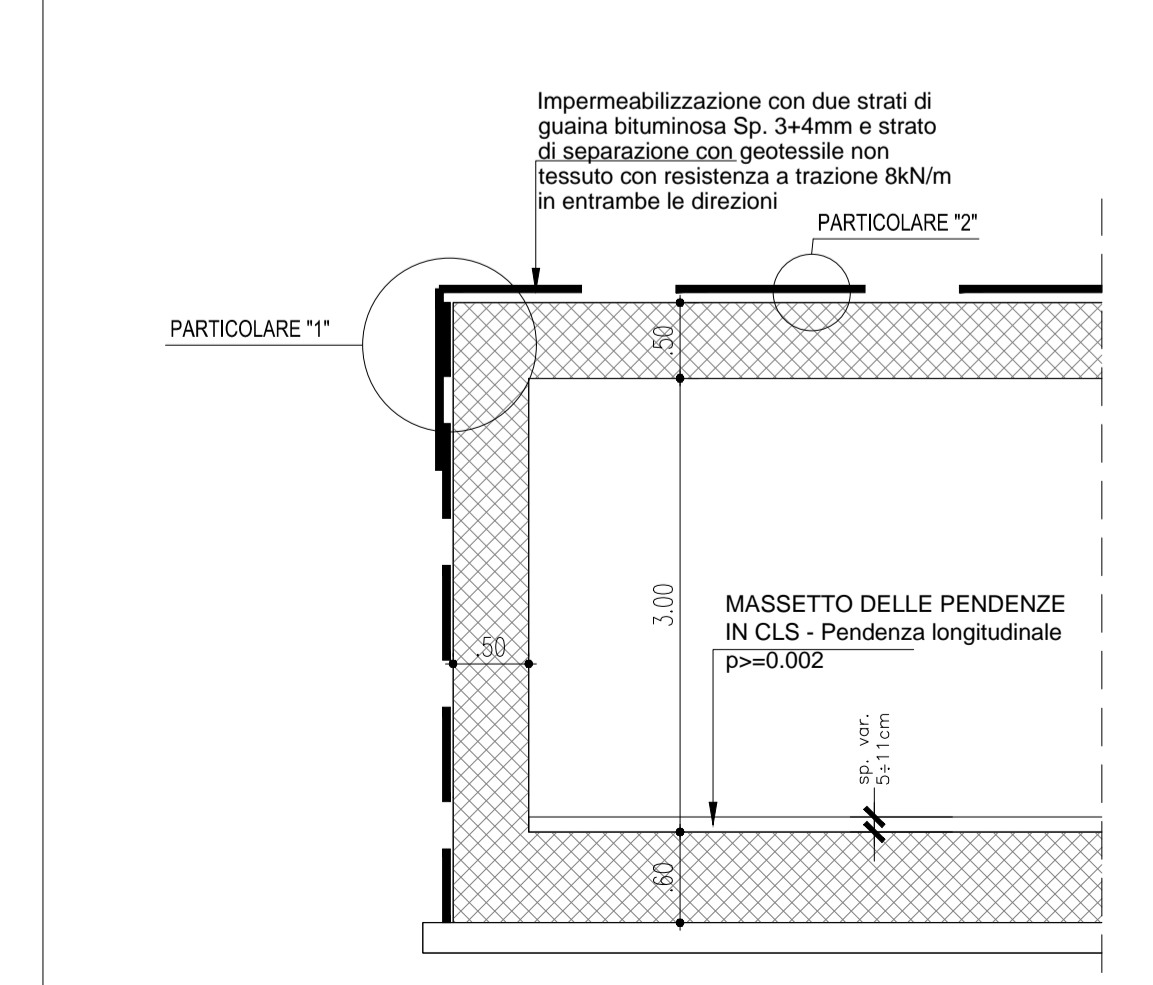 Impermeabilizzazione con due strati di
guaina bituminosa Sp. 3+4mm e strato
di separazione con geotessile non
tessuto con resistenza a trazione 8kN/m
in entrambe le direzioni
PARTICOLARE "2"
PARTICOLARE "1"
.50
3.00
MASSETTO DELLE PENDENZE
IN CLS - Pendenza longitudinale
p>=0.002
.50
sp. var.
5÷11cm
.60